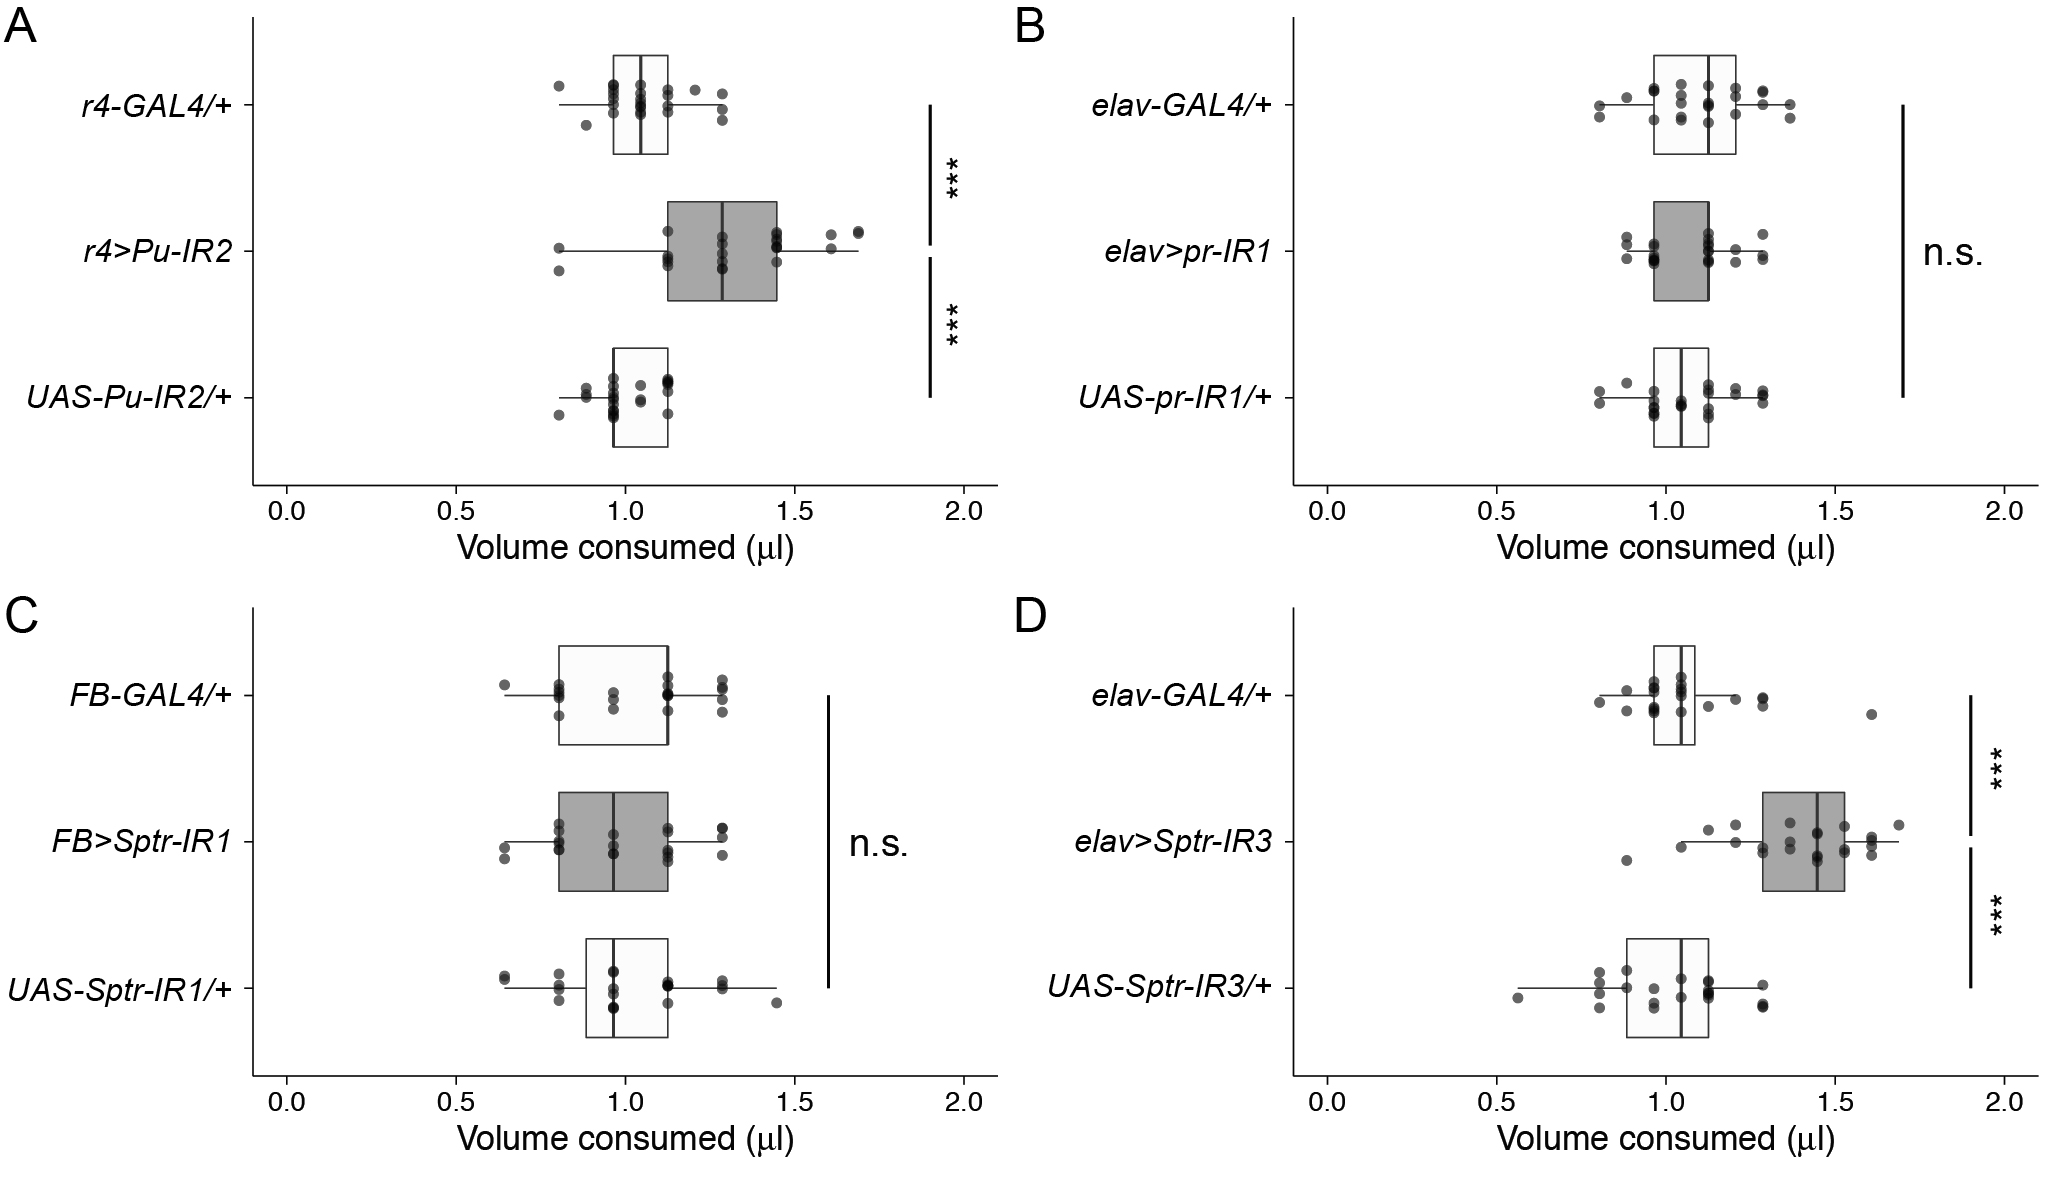 A
r4-GAL4/+
r4>Pu-IR2
UAS-Pu-IR2/+
***
***
0.0 0.5 1.0 1.5 2.0
Volume consumed (μl)
B
elav-GAL4/+
elav>pr-IR1
UAS-pr-IR1/+
n.s.
0.0 0.5 1.0 1.5 2.0
Volume consumed (μl)
C
FB-GAL4/+
FB>Sptr-IR1
UAS-Sptr-IR1/+
n.s.
0.0 0.5 1.0 1.5 2.0
Volume consumed (μl)
D
elav-GAL4/+
elav>Sptr-IR3
UAS-Sptr-IR3/+
***
***
0.0 0.5 1.0 1.5 2.0
Volume consumed (μl)